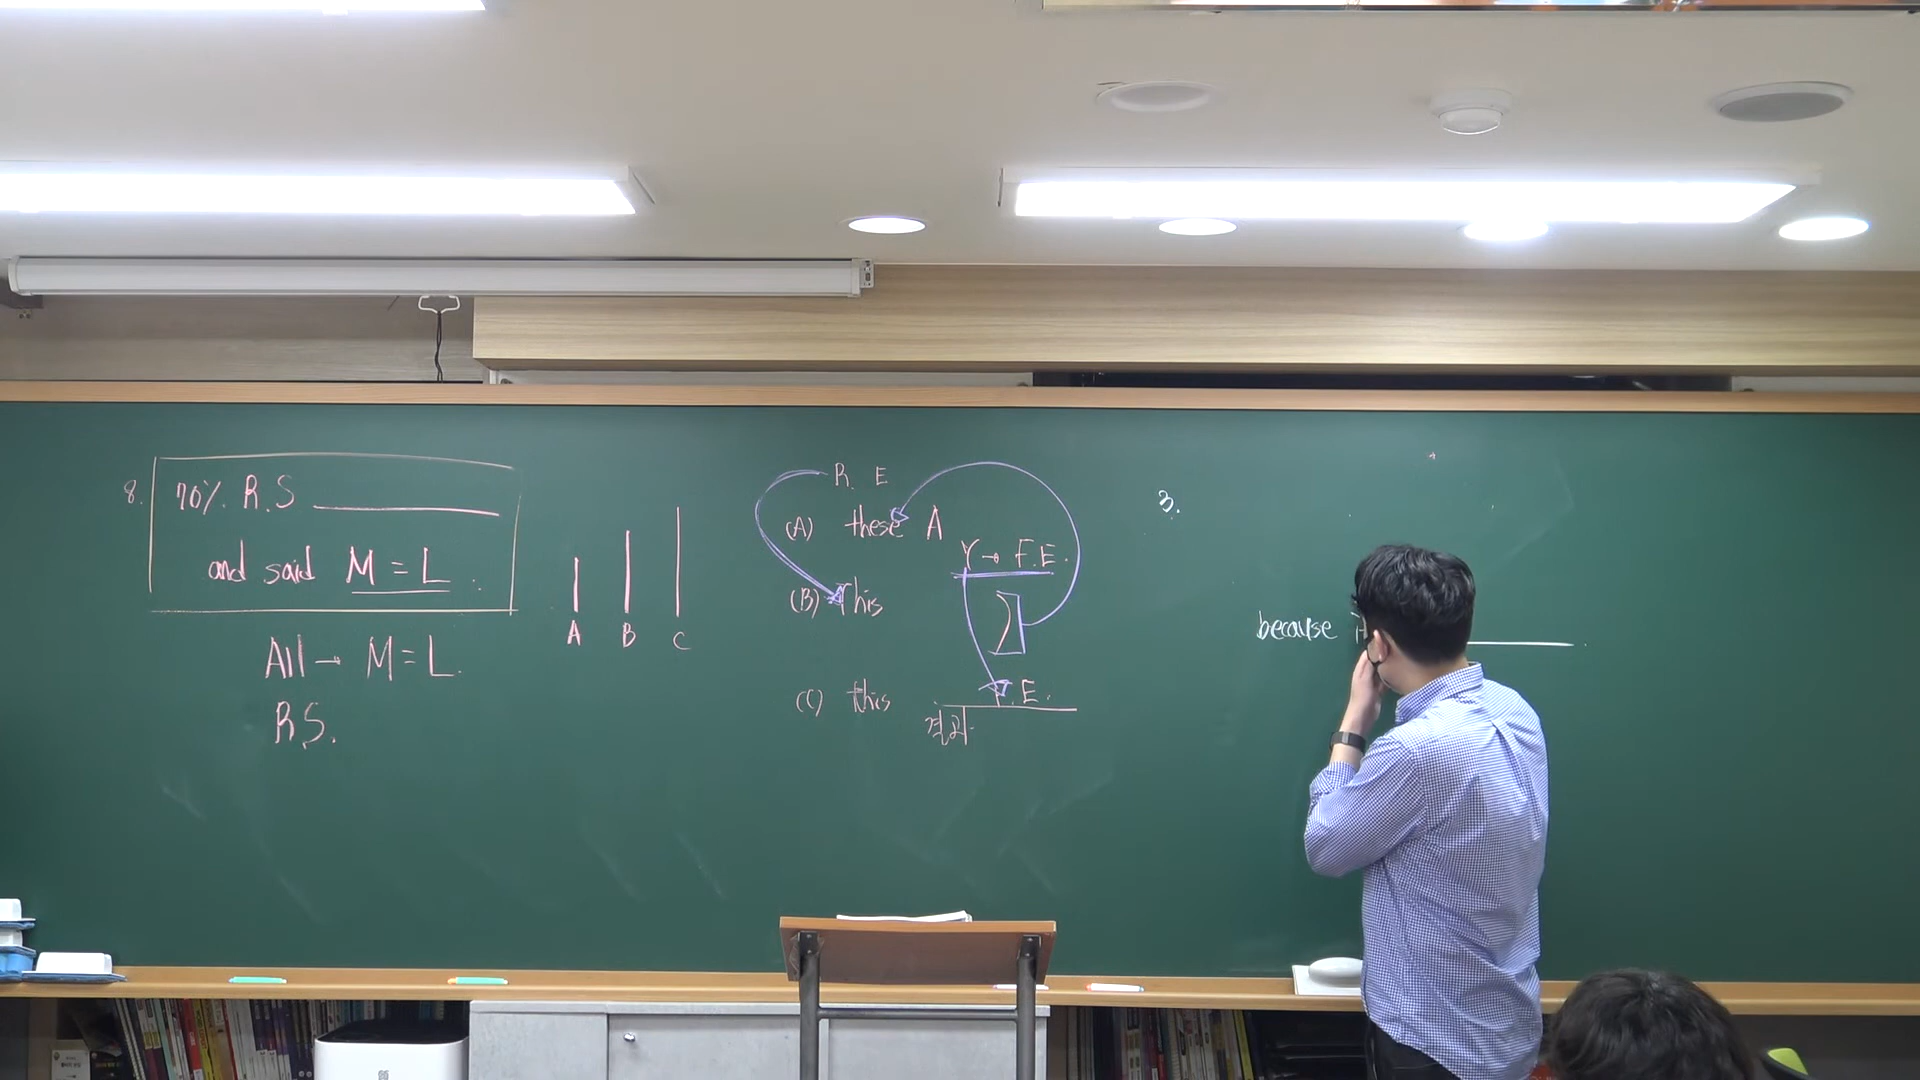 8. 70%. R.S
and said M = L.
All → M = L.
R.S.
A B C
R. E
(A) these A
Y → F.E.
(B) This
(C) this F.E.
결과
3.
because